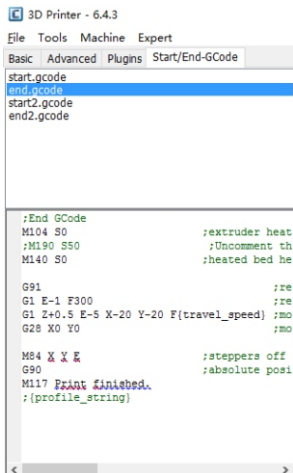 3D Printer - 6.4.3
File Tools Machine Expert
Basic Advanced Plugins Start/End-GCode
start.gcode
end.gcode
start2.gcode
end2.gcode
;End GCode
M104 S0 ;extruder heat
;M190 S50 ;Uncomment th
M140 S0 ;heated bed he
G91 ;re
G1 E-1 F300 ;re
G1 Z+0.5 E-5 X-20 Y-20 F{travel_speed} ;mo
G28 X0 Y0 ;mo
M84 X Y E ;steppers off
G90 ;absolute posi
M117 Print finished.
;{profile_string}